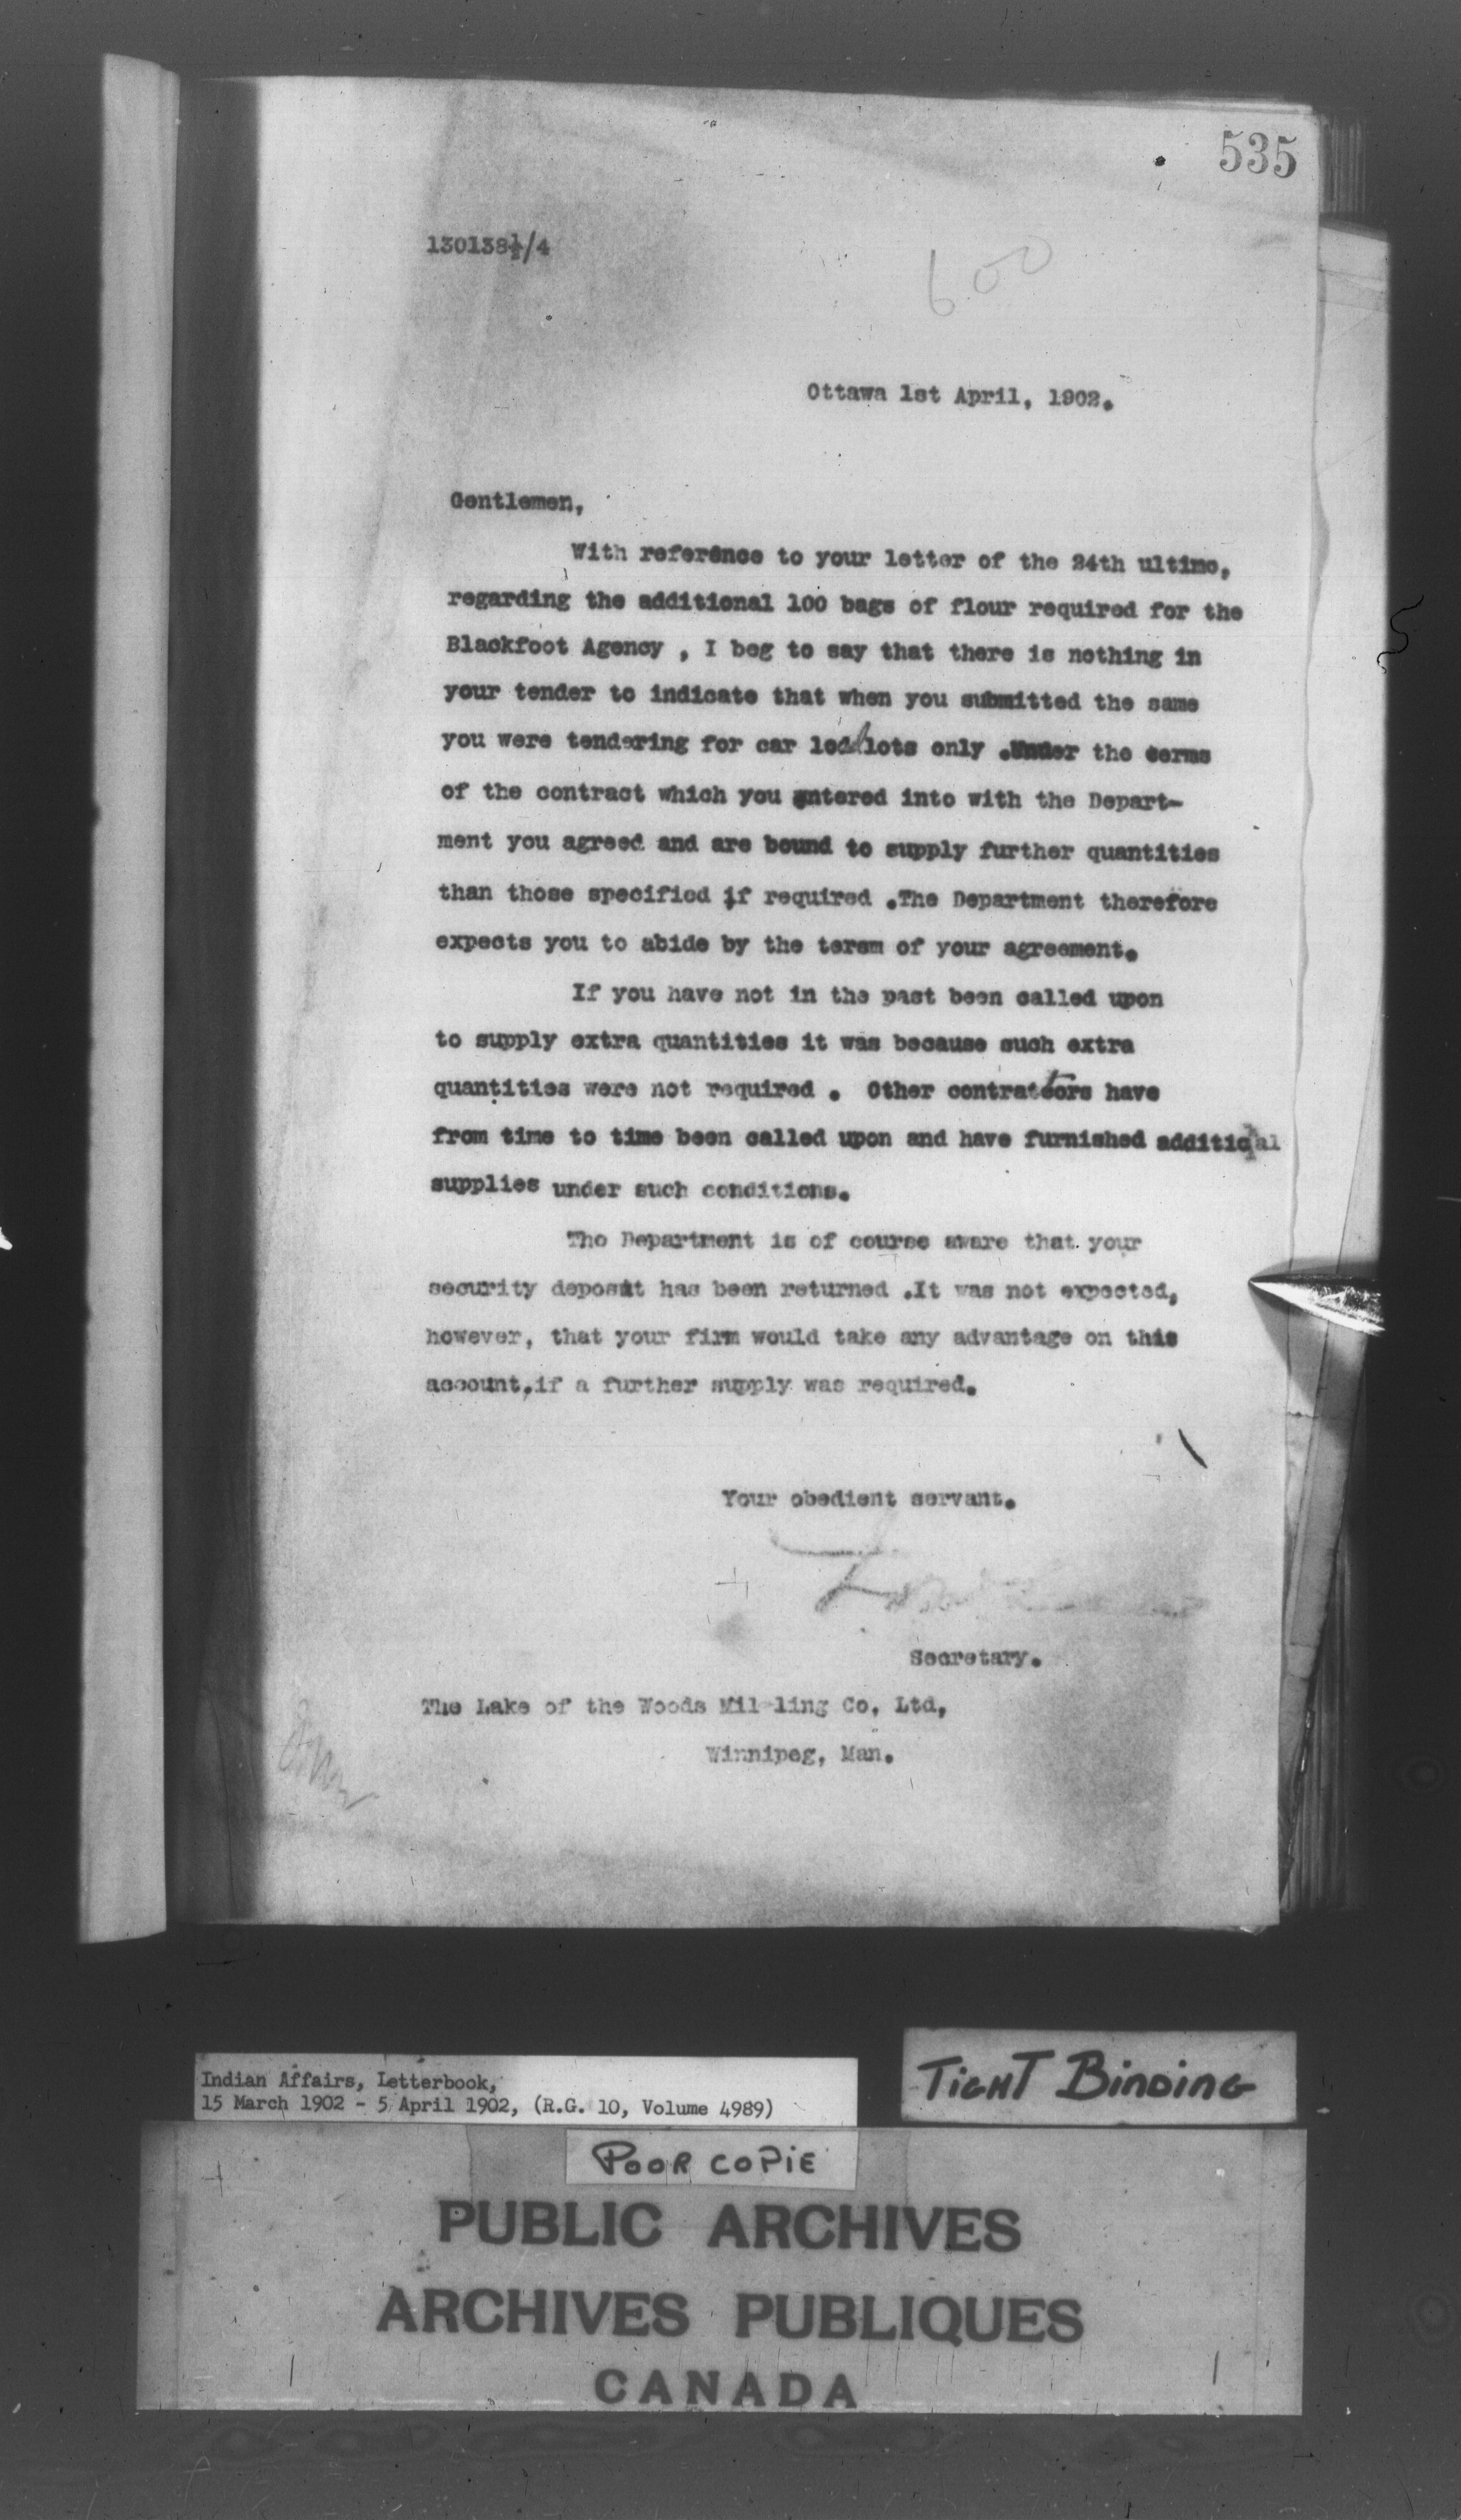 535
130138½/4
600
Ottawa 1st April, 1902.
Gentlemen,
With reference to your letter of the 24th ultimo,
regarding the additional 100 bags of flour required for the
Blackfoot Agency , I beg to say that there is nothing in
your tender to indicate that when you submitted the same
you were tendering for car lots only .Under the terms
of the contract which you entered into with the Depart-
ment you agreed and are bound to supply further quantities
than those specified if required .The Department therefore
expects you to abide by the terem of your agreement.
If you have not in the past been called upon
to supply extra quantities it was because such extra
quantities were not required . Other contrattors have
from time to time been called upon and have furnished additional
supplies under such conditions.
The Department is of course aware that your
security deposit has been returned .It was not expected,
however, that your firm would take any advantage on this
account,if a further supply was required.
Your obedient servant.
Secretary.
The Lake of the Woods Mil-ling Co, Ltd,
Winnipeg, Man.
Indian Affairs, Letterbook,
15 March 1902 - 5 April 1902, (R.G. 10, Volume 4989)
TIGHT BINDING
POOR COPIE
PUBLIC ARCHIVES
ARCHIVES PUBLIQUES
CANADA